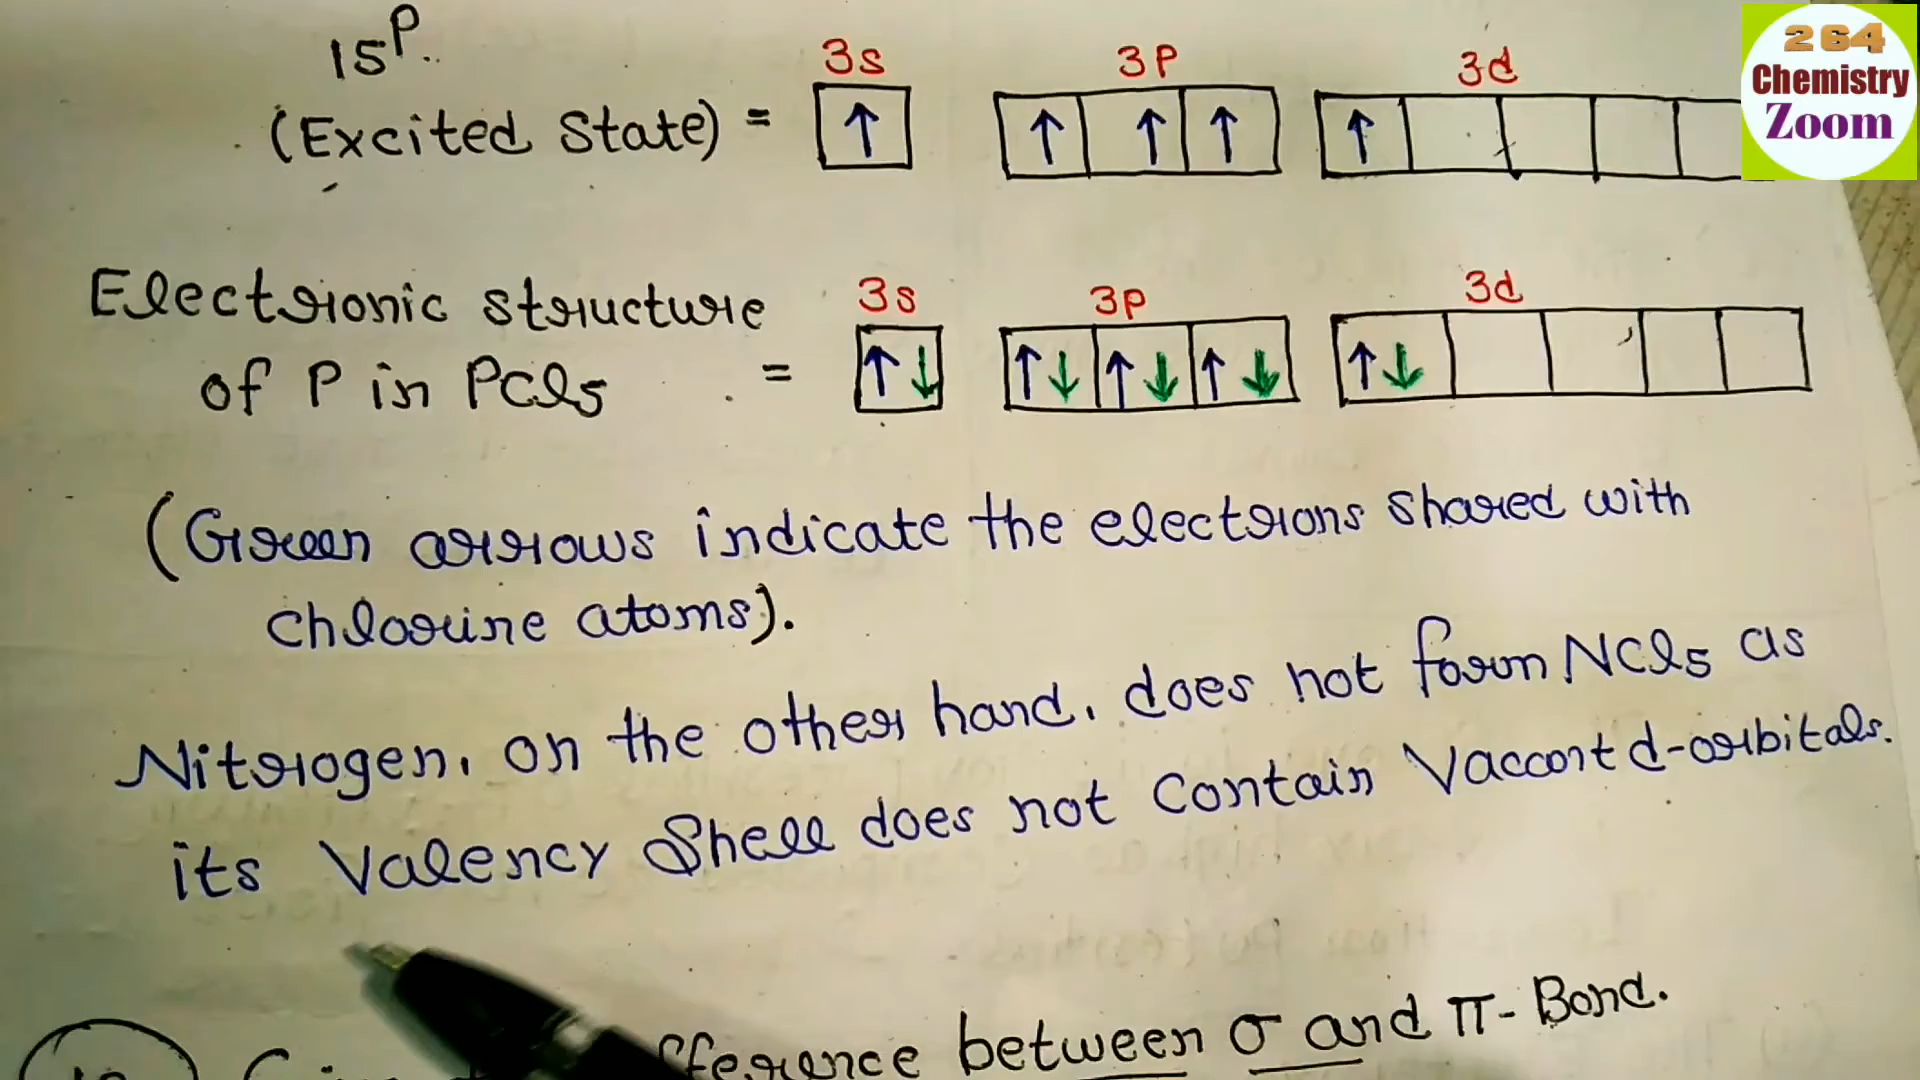 15P.
(Excited State) =
3s 3p 3d
Electronic structure
of P in PCl5 =
3s 3p 3d
(Green arrows indicate the electrons shared with
chlorine atoms).
Nitrogen, on the other hand, does not form NCl5 as
its Valency Shell does not contain Vaccant d-orbitals.
between σ and π-Bond.
264
Chemistry
Zoom